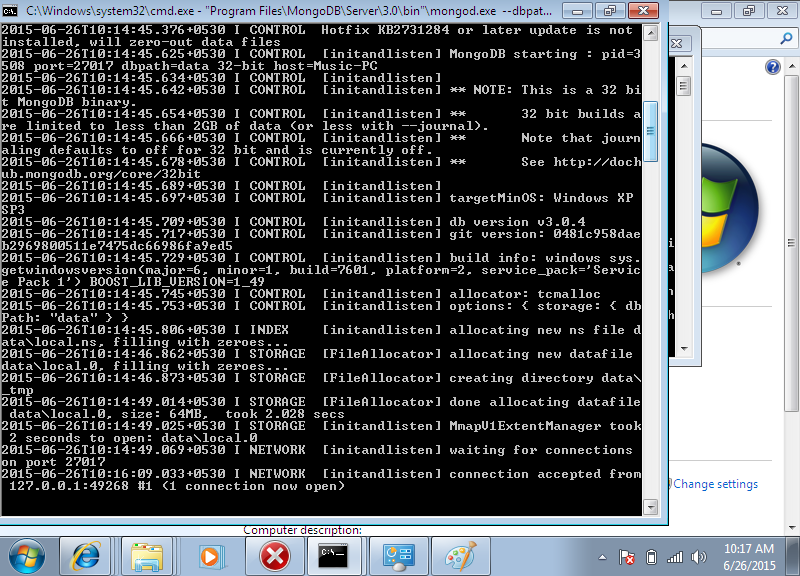 C:\Windows\system32\cmd.exe - "Program Files\MongoDB\Server\3.0\bin"\mongod.exe --dbpat...
2015-06-26T10:14:45.376+0530 I CONTROL  Hotfix KB2731284 or later update is not
installed, will zero-out data files
2015-06-26T10:14:45.625+0530 I CONTROL  [initandlisten] MongoDB starting : pid=3
508 port=27017 dbpath=data 32-bit host=Music-PC
2015-06-26T10:14:45.634+0530 I CONTROL  [initandlisten]
2015-06-26T10:14:45.642+0530 I CONTROL  [initandlisten] ** NOTE: This is a 32 bi
t MongoDB binary.
2015-06-26T10:14:45.654+0530 I CONTROL  [initandlisten] **       32 bit builds a
re limited to less than 2GB of data (or less with --journal).
2015-06-26T10:14:45.666+0530 I CONTROL  [initandlisten] **       Note that journ
aling defaults to off for 32 bit and is currently off.
2015-06-26T10:14:45.678+0530 I CONTROL  [initandlisten] **       See http://doch
ub.mongodb.org/core/32bit
2015-06-26T10:14:45.689+0530 I CONTROL  [initandlisten]
2015-06-26T10:14:45.697+0530 I CONTROL  [initandlisten] targetMinOS: Windows XP
SP3
2015-06-26T10:14:45.709+0530 I CONTROL  [initandlisten] db version v3.0.4
2015-06-26T10:14:45.717+0530 I CONTROL  [initandlisten] git version: 0481c958dae
b2969800511e7475dc66986fa9ed5
2015-06-26T10:14:45.729+0530 I CONTROL  [initandlisten] build info: windows sys.
getwindowsversion(major=6, minor=1, build=7601, platform=2, service_pack='Servic
e Pack 1') BOOST_LIB_VERSION=1_49
2015-06-26T10:14:45.745+0530 I CONTROL  [initandlisten] allocator: tcmalloc
2015-06-26T10:14:45.753+0530 I CONTROL  [initandlisten] options: { storage: { db
Path: "data" } }
2015-06-26T10:14:45.806+0530 I INDEX    [initandlisten] allocating new ns file d
ata\local.ns, filling with zeroes...
2015-06-26T10:14:46.862+0530 I STORAGE  [FileAllocator] allocating new datafile
data\local.0, filling with zeroes...
2015-06-26T10:14:46.873+0530 I STORAGE  [FileAllocator] creating directory data\
_tmp
2015-06-26T10:14:49.014+0530 I STORAGE  [FileAllocator] done allocating datafile
 data\local.0, size: 64MB,  took 2.028 secs
2015-06-26T10:14:49.025+0530 I STORAGE  [initandlisten] MmapV1ExtentManager took
 2 seconds to open: data\local.0
2015-06-26T10:14:49.069+0530 I NETWORK  [initandlisten] waiting for connections
on port 27017
2015-06-26T10:16:09.033+0530 I NETWORK  [initandlisten] connection accepted from
 127.0.0.1:49268 #1 (1 connection now open)
Change settings
Computer description:
C:\
10:17 AM
6/26/2015